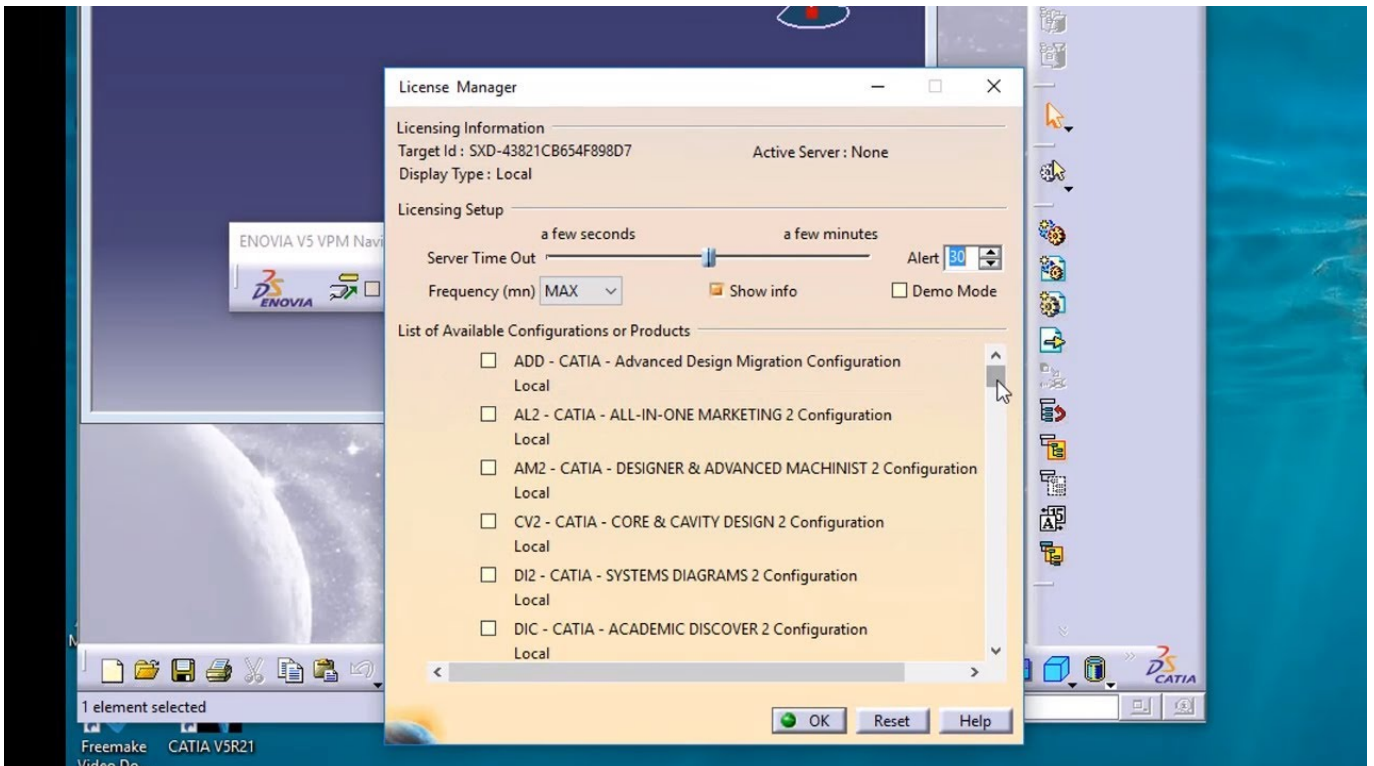 License Manager
Licensing Information
Target Id : SXD-43821CB654F898D7
Active Server : None
Display Type : Local
Licensing Setup
a few seconds
a few minutes
Server Time Out
Alert 30
Frequency (mn) MAX
Show info
Demo Mode
List of Available Configurations or Products
ADD - CATIA - Advanced Design Migration Configuration
Local
AL2 - CATIA - ALL-IN-ONE MARKETING 2 Configuration
Local
AM2 - CATIA - DESIGNER & ADVANCED MACHINIST 2 Configuration
Local
CV2 - CATIA - CORE & CAVITY DESIGN 2 Configuration
Local
DI2 - CATIA - SYSTEMS DIAGRAMS 2 Configuration
Local
DIC - CATIA - ACADEMIC DISCOVER 2 Configuration
Local
OK
Reset
Help
ENOVIA V5 VPM Navi
ENOVIA
CATIA
1 element selected
Freemake
Video Do...
CATIA V5R21